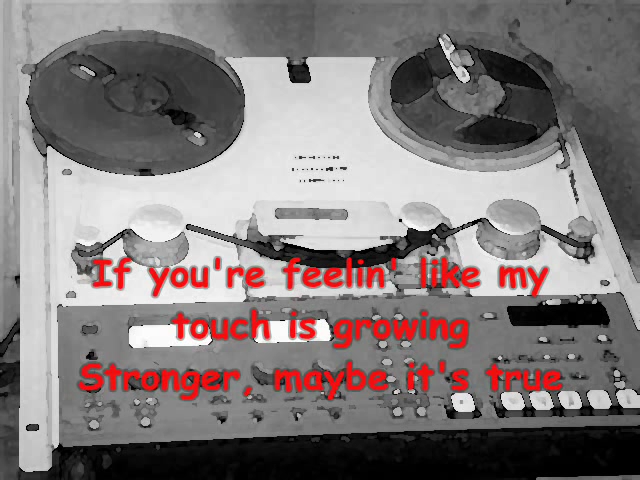 If you're feelin' like my
touch is growing
Stronger, maybe it's true